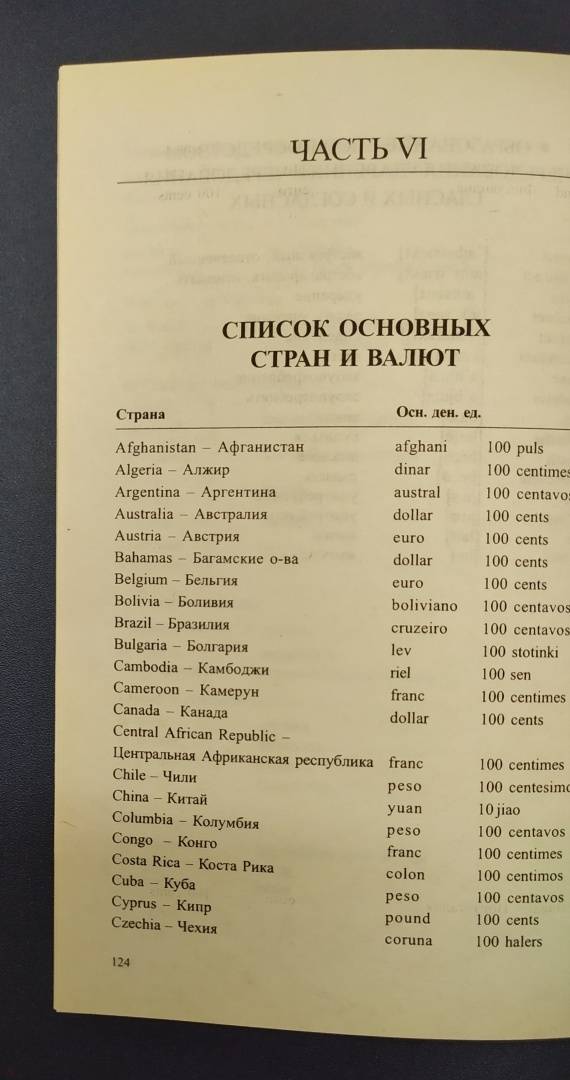 ЧАСТЬ VI
СПИСОК ОСНОВНЫХ
СТРАН И ВАЛЮТ
Страна Осн. ден. ед.
Afghanistan – Афганистан afghani 100 puls
Algeria – Алжир dinar 100 centimes
Argentina – Аргентина austral 100 centavos
Australia – Австралия dollar 100 cents
Austria – Австрия euro 100 cents
Bahamas – Багамские о-ва dollar 100 cents
Belgium – Бельгия euro 100 cents
Bolivia – Боливия boliviano 100 centavos
Brazil – Бразилия cruzeiro 100 centavos
Bulgaria – Болгария lev 100 stotinki
Cambodia – Камбоджи riel 100 sen
Cameroon – Камерун franc 100 centimes
Canada – Канада dollar 100 cents
Central African Republic –
Центральная Африканская республика franc 100 centimes
Chile – Чили peso 100 centesimo
China – Китай yuan 10 jiao
Columbia – Колумбия peso 100 centavos
Congo – Конго franc 100 centimes
Costa Rica – Коста Рика colon 100 centimos
Cuba – Куба peso 100 centavos
Cyprus – Кипр pound 100 cents
Czechia – Чехия coruna 100 halers
124